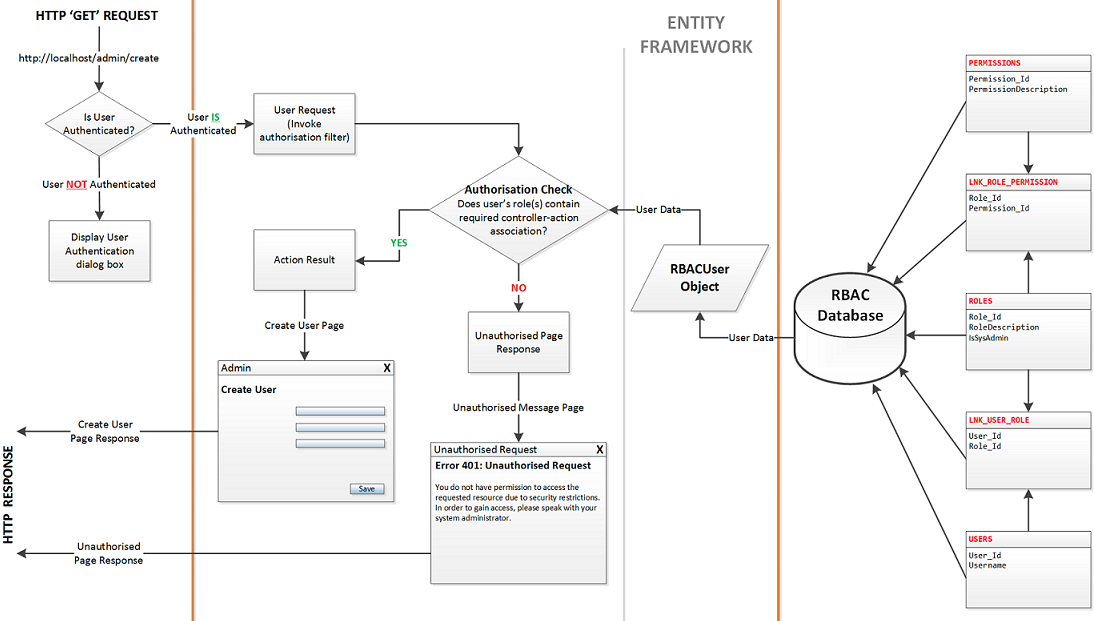 HTTP ‘GET’ REQUEST
http://localhost/admin/create
Is User
Authenticated?
User IS
Authenticated
User NOT Authenticated
Display User
Authentication
dialog box
User Request
(Invoke
authorisation filter)
Authorisation Check
Does user’s role(s) contain
required controller-action
association?
YES
Action Result
Create User Page
Admin
X
Create User
Save
Create User
Page Response
NO
Unauthorised Page
Response
Unauthorised Message Page
Unauthorised Request
X
Error 401: Unauthorised Request
You do not have permission to access the
requested resource due to security restrictions.
In order to gain access, please speak with your
system administrator.
Unauthorised
Page Response
HTTP RESPONSE
ENTITY
FRAMEWORK
User Data
RBACUser
Object
User Data
RBAC
Database
PERMISSIONS
Permission_Id
PermissionDescription
LNK_ROLE_PERMISSION
Role_Id
Permission_Id
ROLES
Role_Id
RoleDescription
IsSysAdmin
LNK_USER_ROLE
User_Id
Role_Id
USERS
User_Id
Username